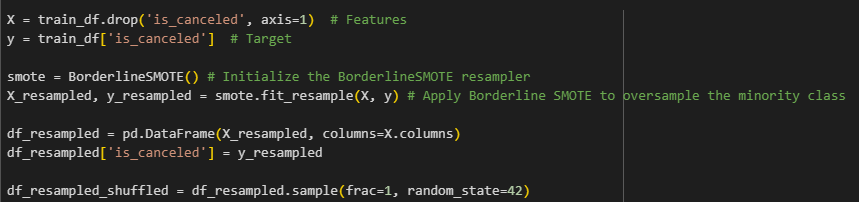 X = train_df.drop('is_canceled', axis=1)  # Features
y = train_df['is_canceled']  # Target
smote = BorderlineSMOTE() # Initialize the BorderlineSMOTE resampler
X_resampled, y_resampled = smote.fit_resample(X, y) # Apply Borderline SMOTE to oversample the minority class
df_resampled = pd.DataFrame(X_resampled, columns=X.columns)
df_resampled['is_canceled'] = y_resampled
df_resampled_shuffled = df_resampled.sample(frac=1, random_state=42)